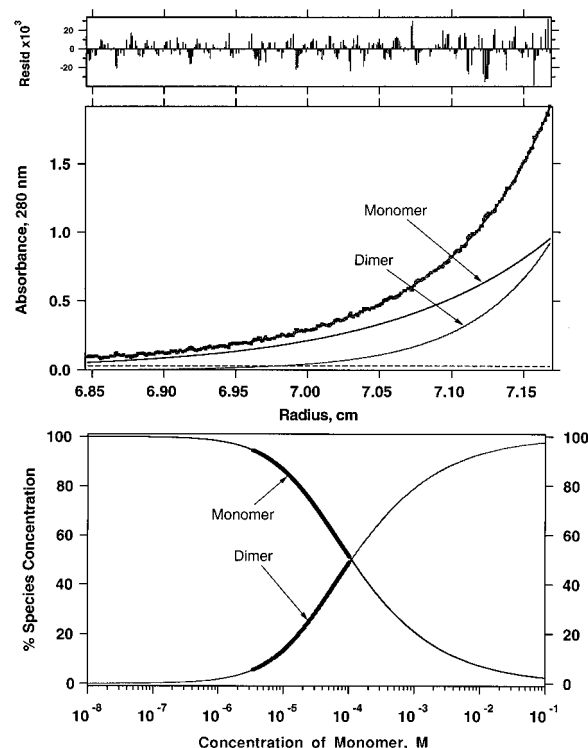 Resid x10³
20
0
-20
Absorbance, 280 nm
1.5
1.0
0.5
0.0
Monomer
Dimer
6.85 6.90 6.95 7.00 7.05 7.10 7.15
Radius, cm
% Species Concentration
100 100
80 80
60 60
40 40
20 20
0 0
Monomer
Dimer
10⁻⁸ 10⁻⁷ 10⁻⁶ 10⁻⁵ 10⁻⁴ 10⁻³ 10⁻² 10⁻¹
Concentration of Monomer, M